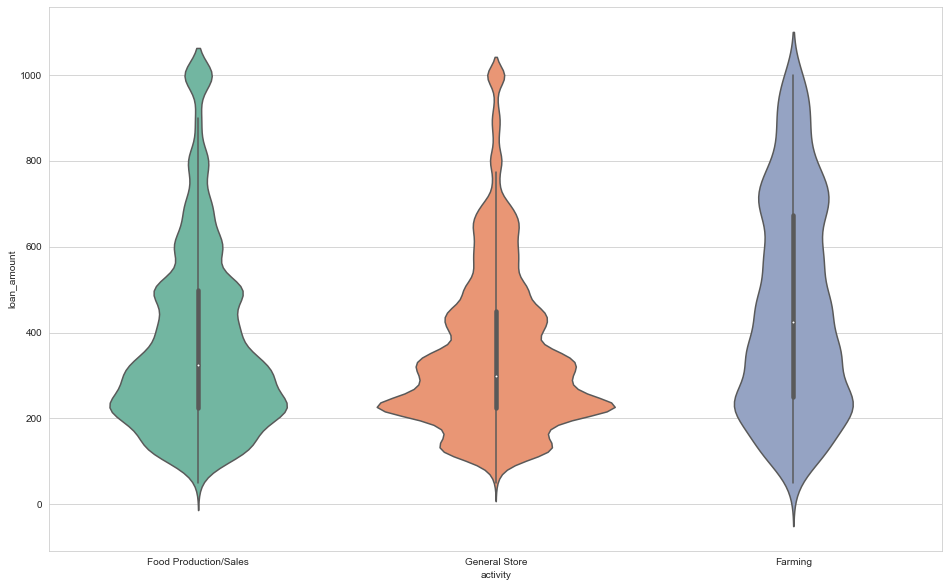 1000
800
600
400
200
0
loan_amount
Food Production/Sales
General Store
Farming
activity